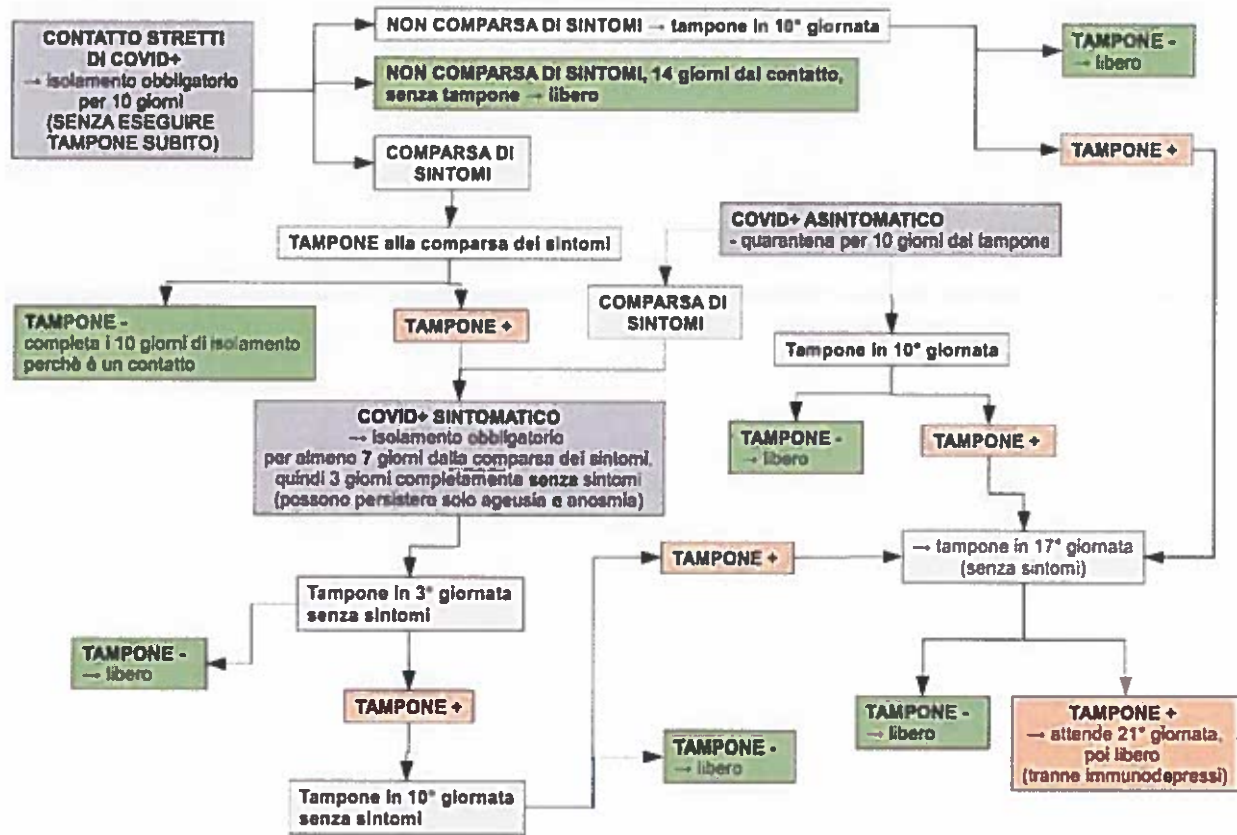 CONTATTO STRETTI
DI COVID+
→ isolamento obbligatorio
per 10 giorni
(SENZA ESEGUIRE
TAMPONE SUBITO)
NON COMPARSA DI SINTOMI → tampone in 10° giornata
NON COMPARSA DI SINTOMI, 14 giorni dal contatto,
senza tampone → libero
COMPARSA DI
SINTOMI
TAMPONE -
→ libero
TAMPONE +
TAMPONE alla comparsa dei sintomi
COVID+ ASINTOMATICO
- quarantena per 10 giorni dal tampone
TAMPONE -
completa i 10 giorni di isolamento
perchè è un contatto
TAMPONE +
COMPARSA DI
SINTOMI
Tampone in 10° giornata
COVID+ SINTOMATICO
→ isolamento obbligatorio
per almeno 7 giorni dalla comparsa dei sintomi,
quindi 3 giorni completamente senza sintomi
(possono persistere solo ageusia e anosmia)
TAMPONE -
→ libero
TAMPONE +
Tampone in 3° giornata
senza sintomi
TAMPONE +
→ tampone in 17° giornata
(senza sintomi)
TAMPONE -
→ libero
TAMPONE +
Tampone in 10° giornata
senza sintomi
TAMPONE -
→ libero
TAMPONE -
→ libero
TAMPONE +
→ attende 21° giornata,
poi libero
(tranne immunodepressi)